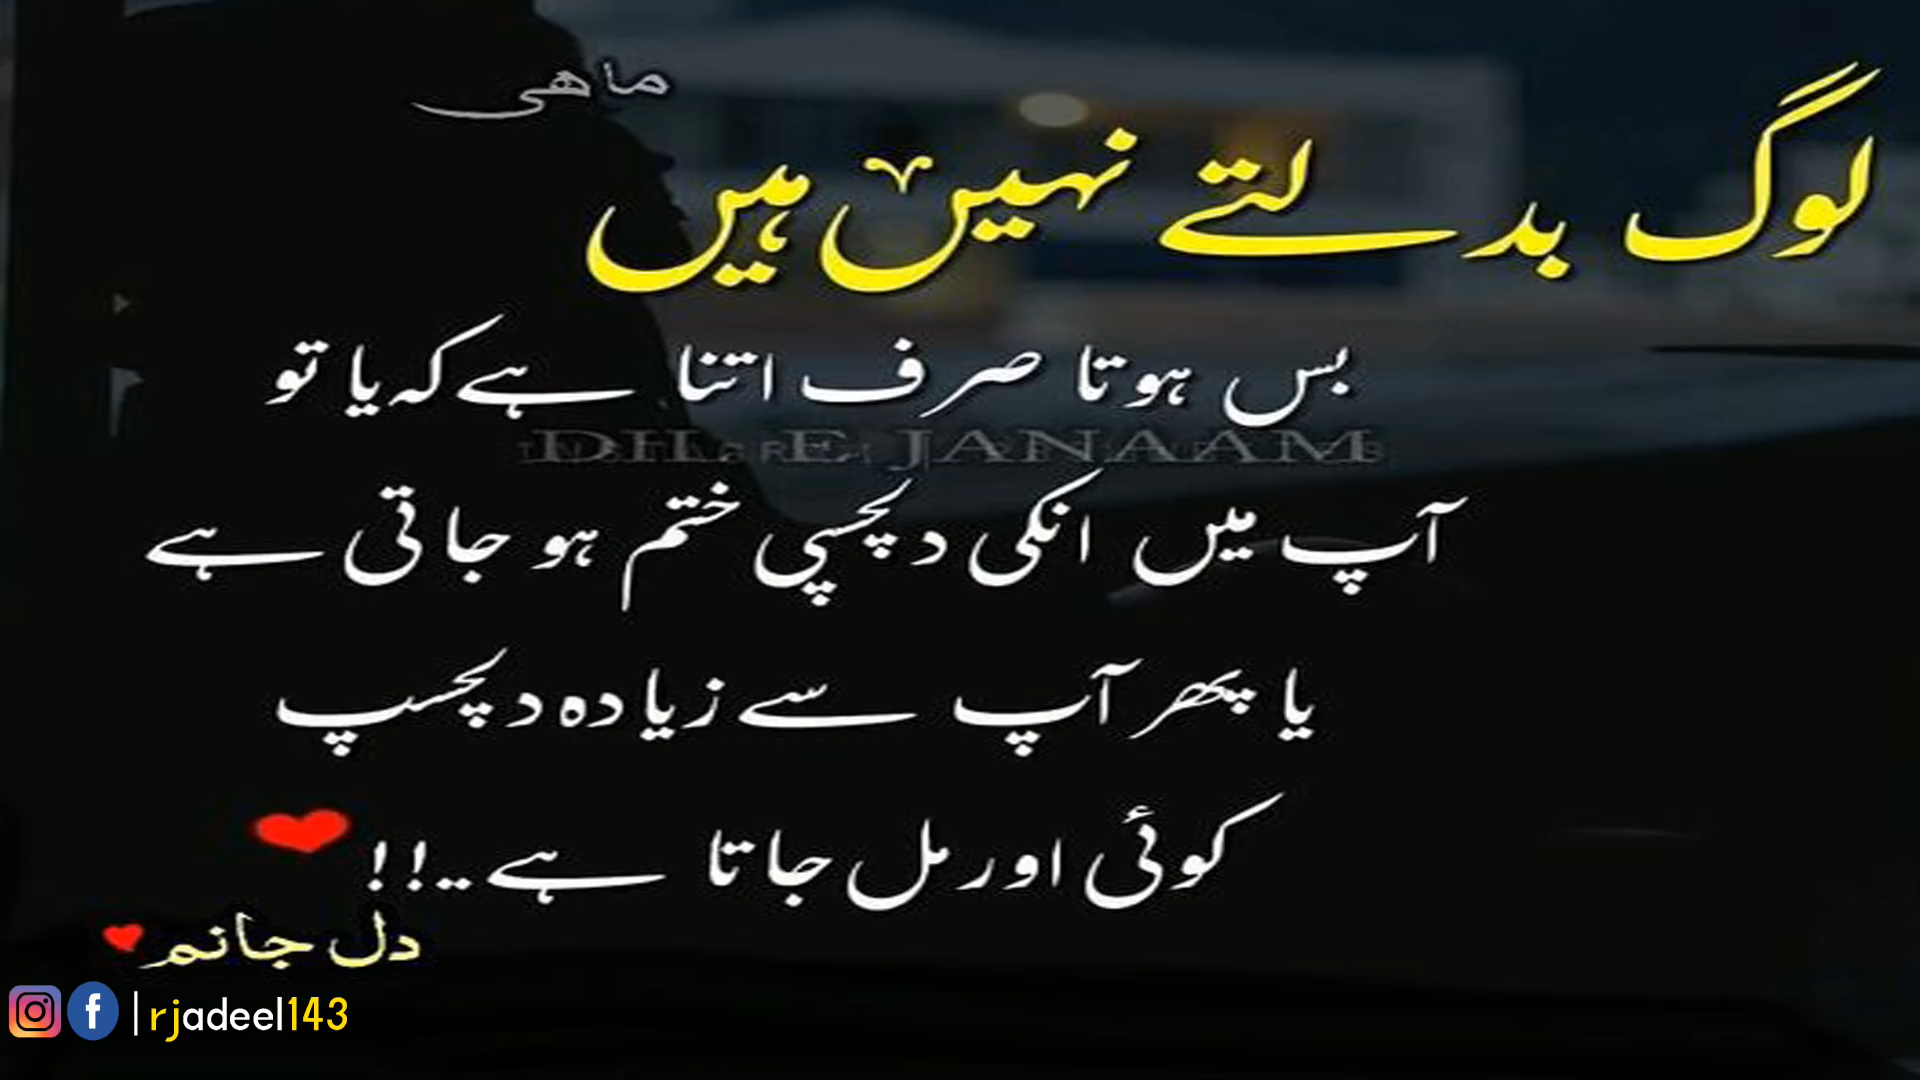 ماھی
لوگ بدلتے نہیں ہیں
بس ہوتا صرف اتنا ہے کہ یا تو
DIL E JANAAM
آپ میں انکی دلچسپی ختم ہو جاتی ہے
یا پھر آپ سے زیادہ دلچسپ
کوئی اور مل جاتا ہے..!!
دل جانم
rjadeel143